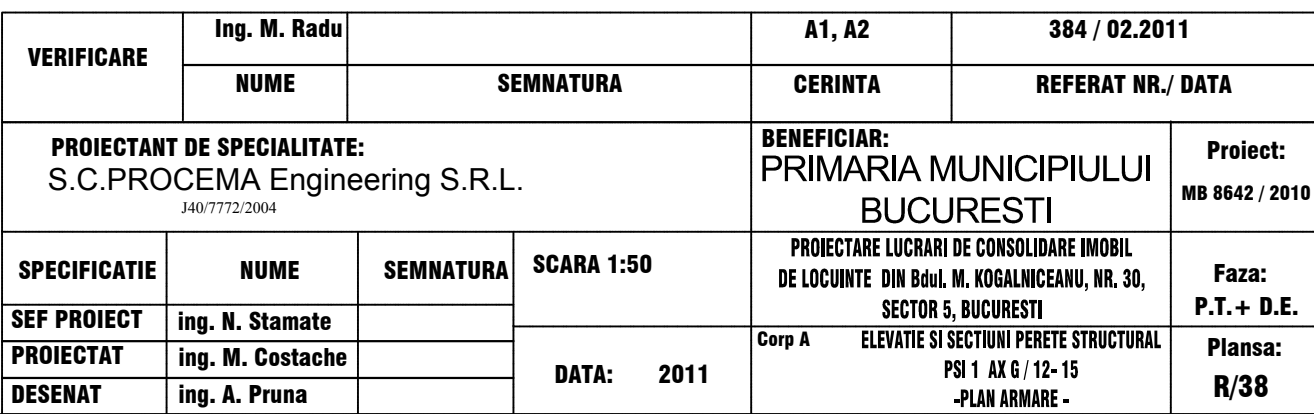 VERIFICARE
Ing. M. Radu
A1, A2
384 / 02.2011
NUME
SEMNATURA
CERINTA
REFERAT NR./ DATA
PROIECTANT DE SPECIALITATE:
S.C.PROCEMA Engineering S.R.L.
J40/7772/2004
BENEFICIAR:
PRIMARIA MUNICIPIULUI
BUCURESTI
Proiect:
MB 8642 / 2010
SPECIFICATIE
NUME
SEMNATURA
SCARA 1:50
PROIECTARE LUCRARI DE CONSOLIDARE IMOBIL
DE LOCUINTE DIN Bdul. M. KOGALNICEANU, NR. 30,
SECTOR 5, BUCURESTI
Faza:
P.T.+ D.E.
SEF PROIECT
ing. N. Stamate
PROIECTAT
ing. M. Costache
DESENAT
ing. A. Pruna
DATA: 2011
Corp A
ELEVATIE SI SECTIUNI PERETE STRUCTURAL
PSI 1 AX G / 12- 15
-PLAN ARMARE -
Plansa:
R/38